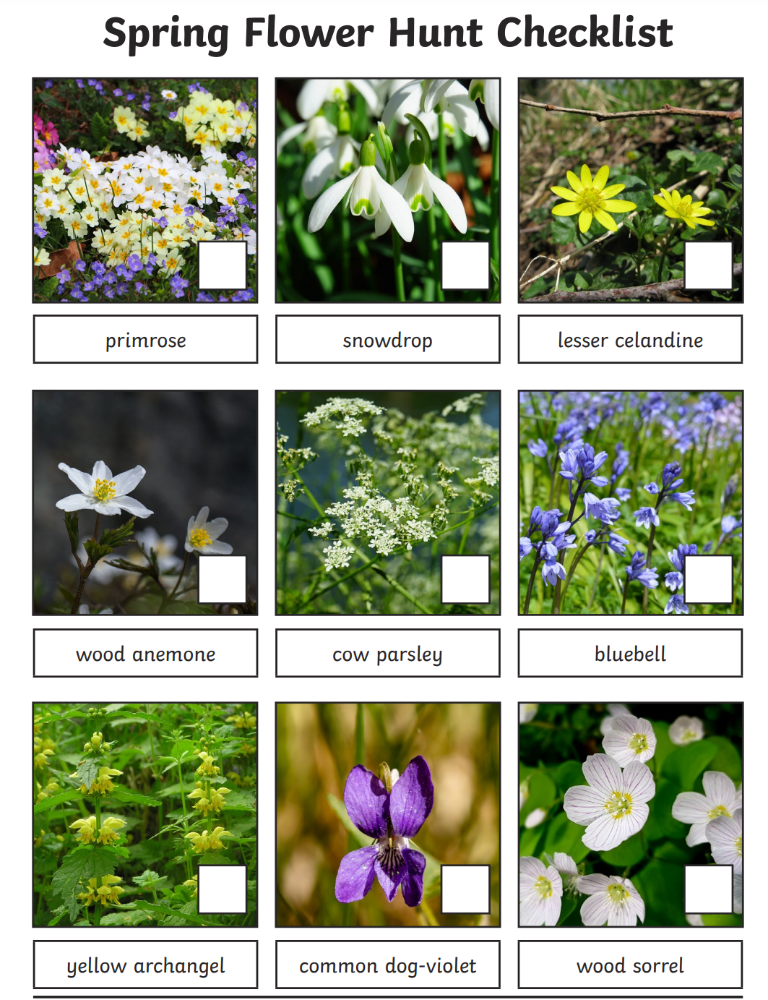 Spring Flower Hunt Checklist
primrose
snowdrop
lesser celandine
wood anemone
cow parsley
bluebell
yellow archangel
common dog-violet
wood sorrel